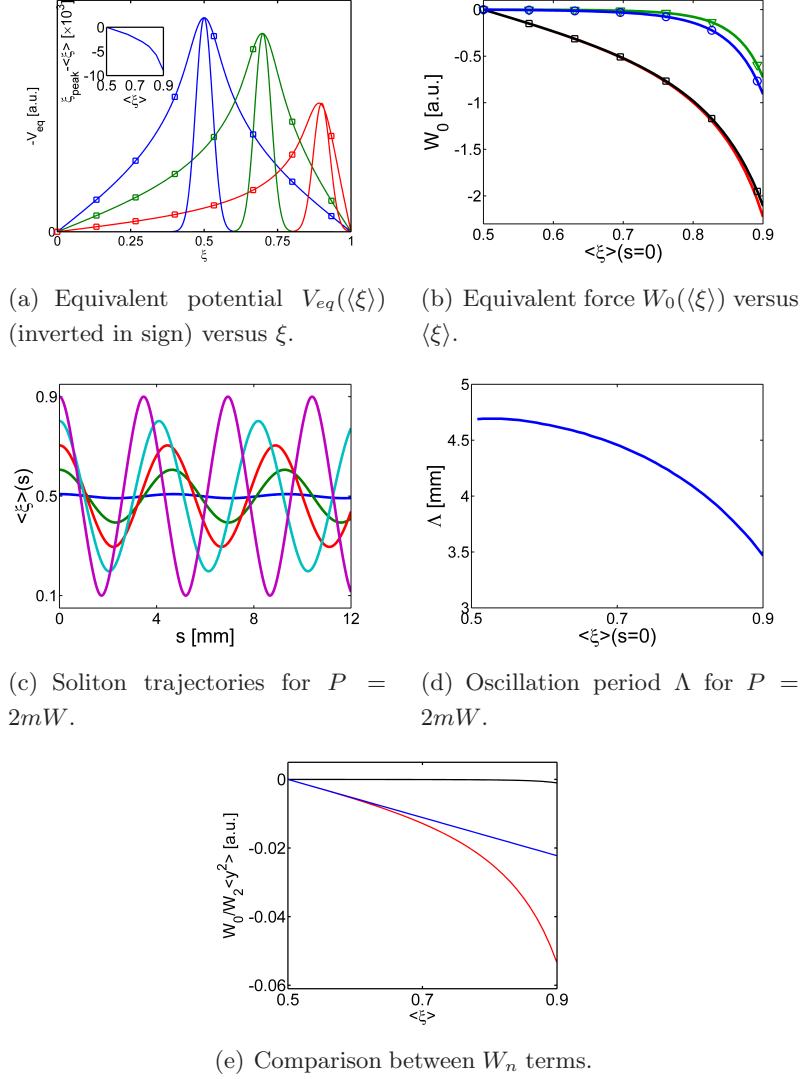 -V_eq [a.u.]
0
0
0.25
0.5
0.75
1
ξ
ξ_peak -<ξ> [×10³]
0
-5
-10
0.5
0.7
0.9
<ξ>
W_0 [a.u.]
0
-0.5
-1
-1.5
-2
0.5
0.6
0.7
0.8
0.9
<ξ>(s=0)
(a) Equivalent potential V_eq(⟨ξ⟩)
(inverted in sign) versus ξ.
(b) Equivalent force W_0(⟨ξ⟩) versus
⟨ξ⟩.
<ξ>(s)
0.9
0.5
0.1
0
4
8
12
s [mm]
Λ [mm]
5
4.5
4
3.5
3
0.5
0.7
0.9
<ξ>(s=0)
(c) Soliton trajectories for P =
2mW.
(d) Oscillation period Λ for P =
2mW.
W_0/W_2 <y²> [a.u.]
0
-0.02
-0.04
-0.06
0.5
0.7
0.9
<ξ>
(e) Comparison between W_n terms.